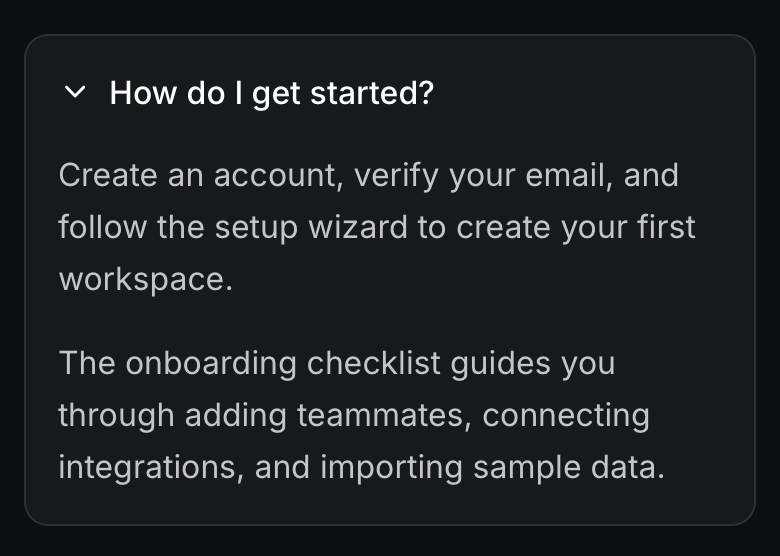 How do I get started?
Create an account, verify your email, and
follow the setup wizard to create your first
workspace.
The onboarding checklist guides you
through adding teammates, connecting
integrations, and importing sample data.